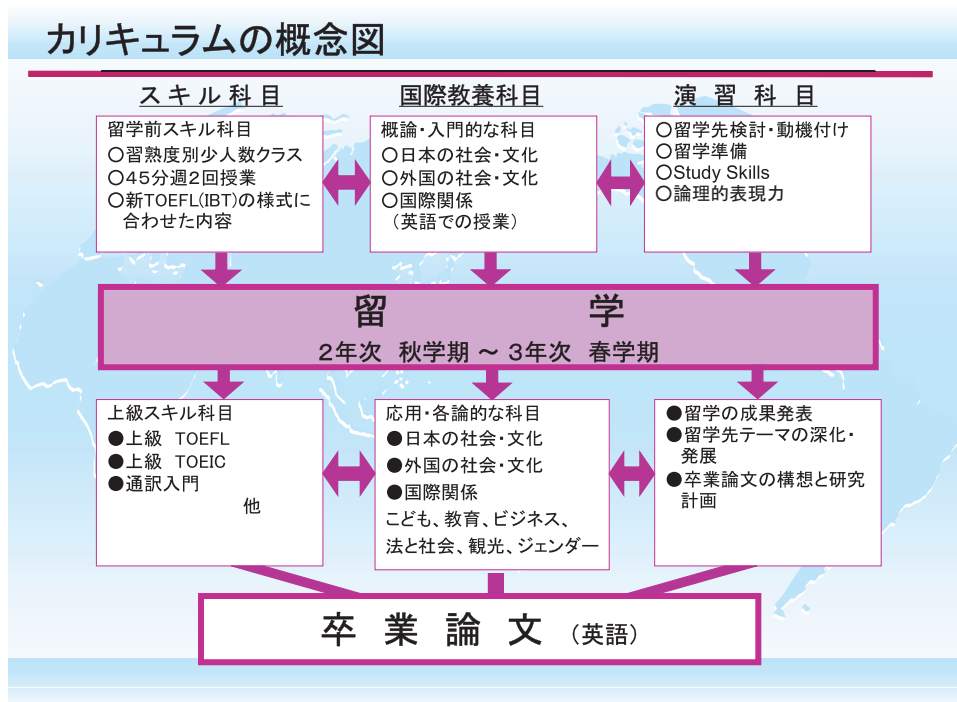 カリキュラムの概念図
スキル科目
留学前スキル科目
○習熟度別少人数クラス
○45分週2回授業
○新TOEFL(IBT)の様式に
合わせた内容
国際教養科目
概論・入門的な科目
○日本の社会・文化
○外国の社会・文化
○国際関係
（英語での授業）
演習科目
○留学先検討・動機付け
○留学準備
○Study Skills
○論理的表現力
留学
2年次 秋学期 ～ 3年次 春学期
上級スキル科目
●上級 TOEFL
●上級 TOEIC
●通訳入門
他
応用・各論的な科目
●日本の社会・文化
●外国の社会・文化
●国際関係
こども、教育、ビジネス、
法と社会、観光、ジェンダー
●留学の成果発表
●留学先テーマの深化・
発展
●卒業論文の構想と研究
計画
卒業論文（英語）